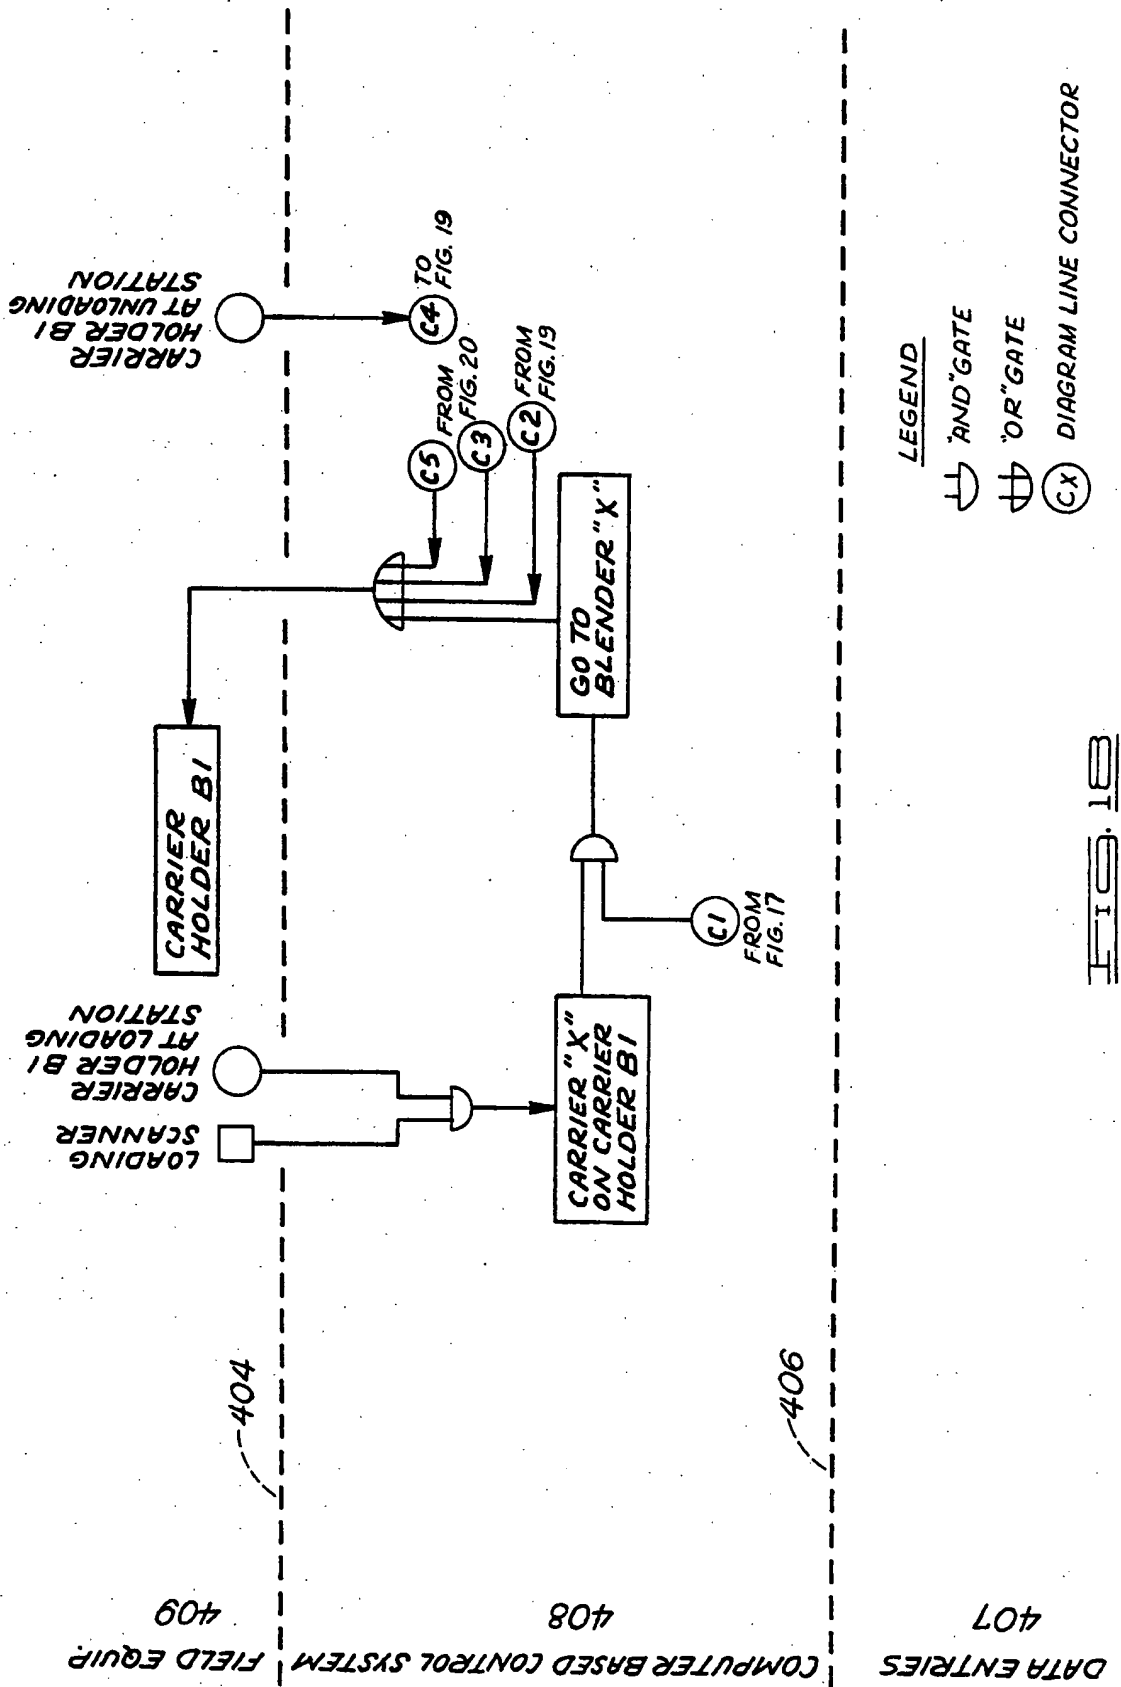 FIELD EQUIP.
409
COMPUTER BASED CONTROL SYSTEM
408
DATA ENTRIES
407
404
406
LOADING
SCANNER
CARRIER
HOLDER B1
AT LOADING
STATION
CARRIER
HOLDER B1
CARRIER
HOLDER B1
AT UNLOADING
STATION
CARRIER "X"
ON CARRIER
HOLDER B1
C1
FROM
FIG. 17
GO TO
BLENDER "X"
C5
C3
FROM
FIG. 20
C2
FROM
FIG. 19
C4
TO
FIG. 19
LEGEND
"AND" GATE
"OR" GATE
CX DIAGRAM LINE CONNECTOR
FIG. 18